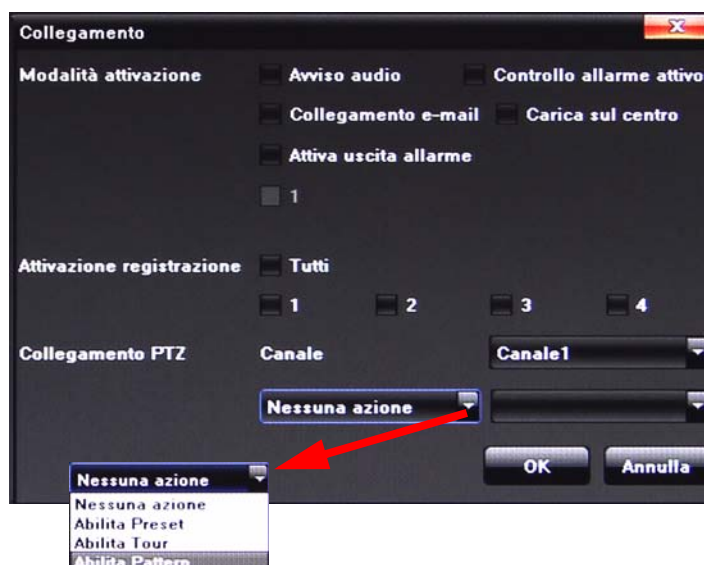 Collegamento
Modalità attivazione Avviso audio Controllo allarme attivo
Collegamento e-mail Carica sul centro
Attiva uscita allarme
1
Attivazione registrazione Tutti
1 2 3 4
Collegamento PTZ Canale Canale1
Nessuna azione
OK Annulla
Nessuna azione
Nessuna azione
Abilita Preset
Abilita Tour
Abilita Pattern